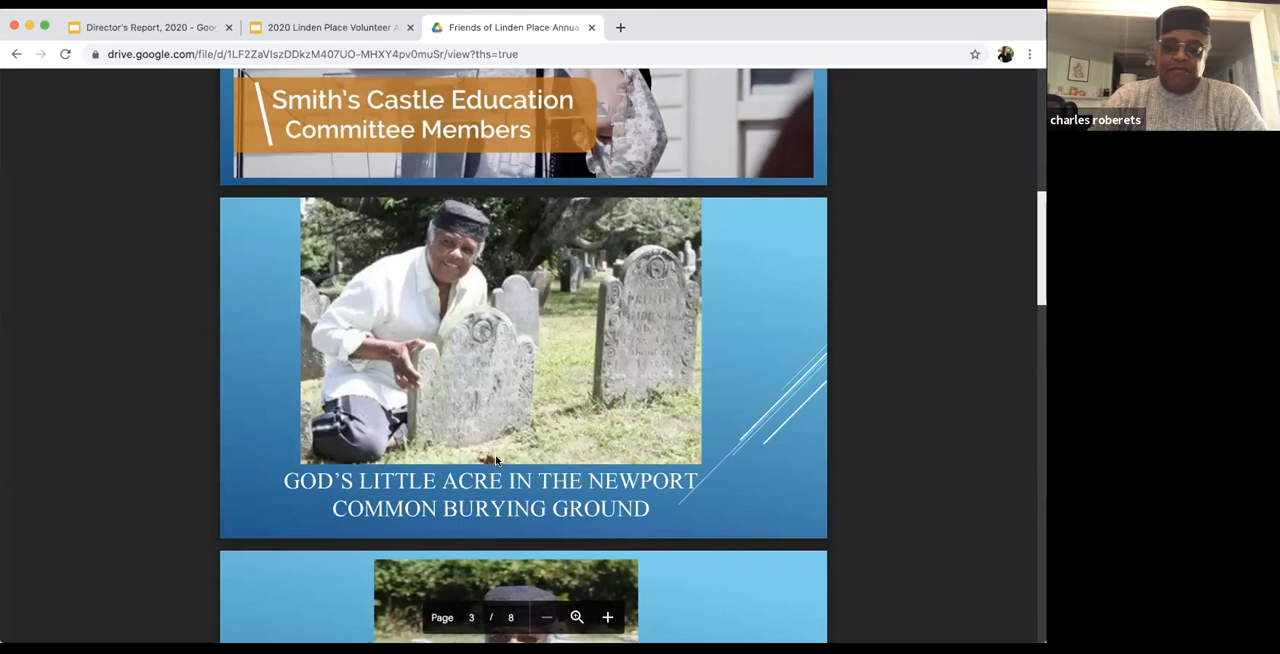 Director's Report, 2020 - Goo
2020 Linden Place Volunteer A
Friends of Linden Place Annua
drive.google.com/file/d/1LF2ZaVIszDDkzM407UO-MHXY4pv0muSr/view?ths=true
charles roberets
Smith's Castle Education
Committee Members
PRIMUS
GOD'S LITTLE ACRE IN THE NEWPORT
COMMON BURYING GROUND
Page 3 / 8